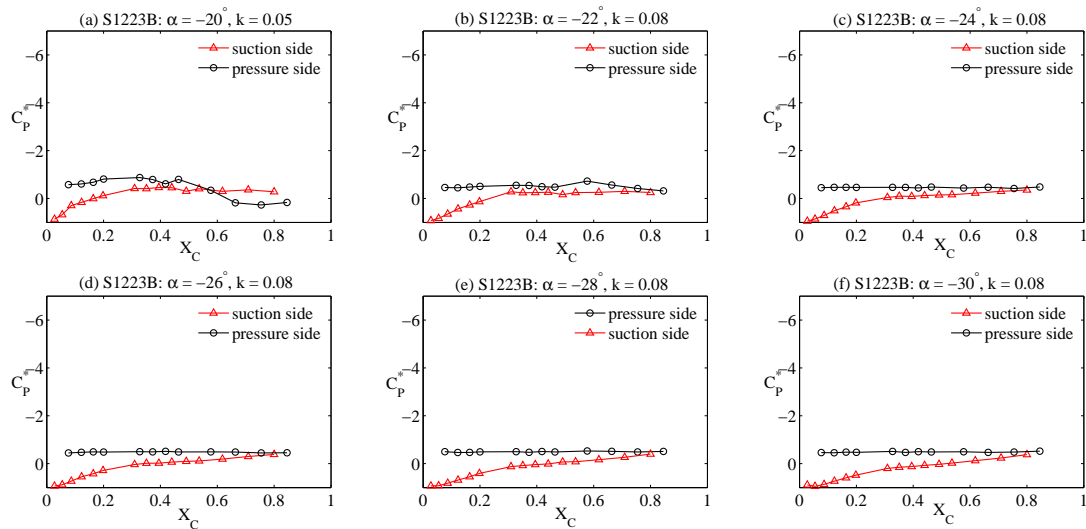 (a) S1223B: α = −20°, k = 0.05
−6
−4
−2
0
C*P
0
0.2
0.4
0.6
0.8
1
XC
suction side
pressure side
(b) S1223B: α = −22°, k = 0.08
−6
−4
−2
0
C*P
0
0.2
0.4
0.6
0.8
1
XC
suction side
pressure side
(c) S1223B: α = −24°, k = 0.08
−6
−4
−2
0
C*P
0
0.2
0.4
0.6
0.8
1
XC
suction side
pressure side
(d) S1223B: α = −26°, k = 0.08
−6
−4
−2
0
C*P
0
0.2
0.4
0.6
0.8
1
XC
suction side
pressure side
(e) S1223B: α = −28°, k = 0.08
−6
−4
−2
0
C*P
0
0.2
0.4
0.6
0.8
1
XC
pressure side
suction side
(f) S1223B: α = −30°, k = 0.08
−6
−4
−2
0
C*P
0
0.2
0.4
0.6
0.8
1
XC
pressure side
suction side